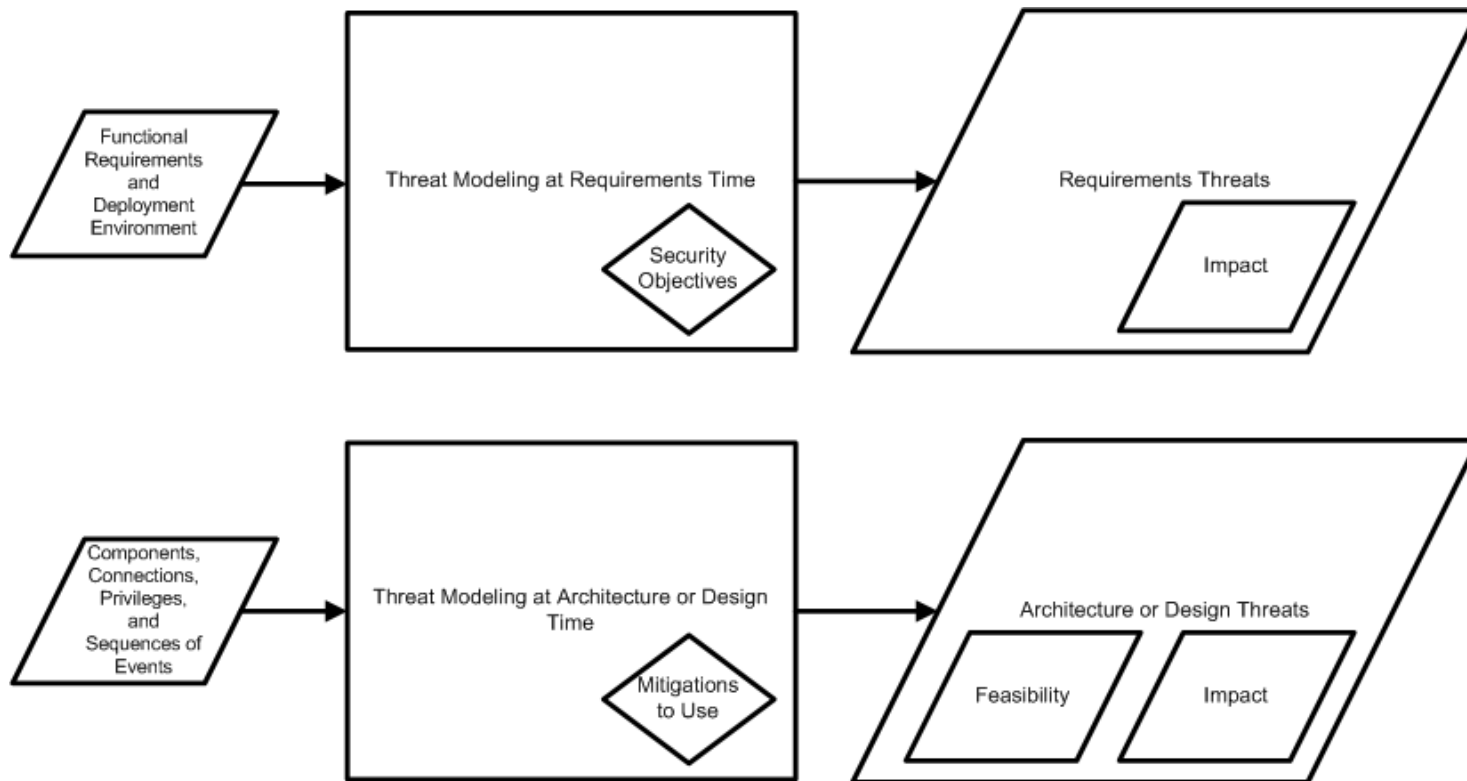 Functional
Requirements
and
Deployment
Environment
Threat Modeling at Requirements Time
Security
Objectives
Requirements Threats
Impact
Components,
Connections,
Privileges,
and
Sequences of
Events
Threat Modeling at Architecture or Design
Time
Mitigations
to Use
Architecture or Design Threats
Feasibility
Impact